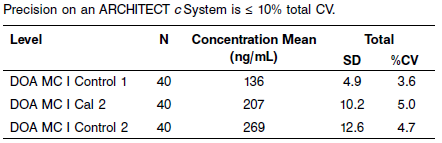 Precision on an ARCHITECT c System is ≤ 10% total CV.
Level N Concentration Mean Total
(ng/mL) SD %CV
DOA MC I Control 1 40 136 4.9 3.6
DOA MC I Cal 2 40 207 10.2 5.0
DOA MC I Control 2 40 269 12.6 4.7